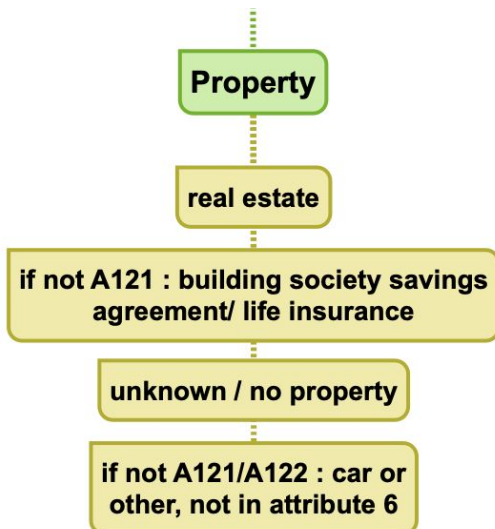 Property
real estate
if not A121 : building society savings
agreement/ life insurance
unknown / no property
if not A121/A122 : car or
other, not in attribute 6